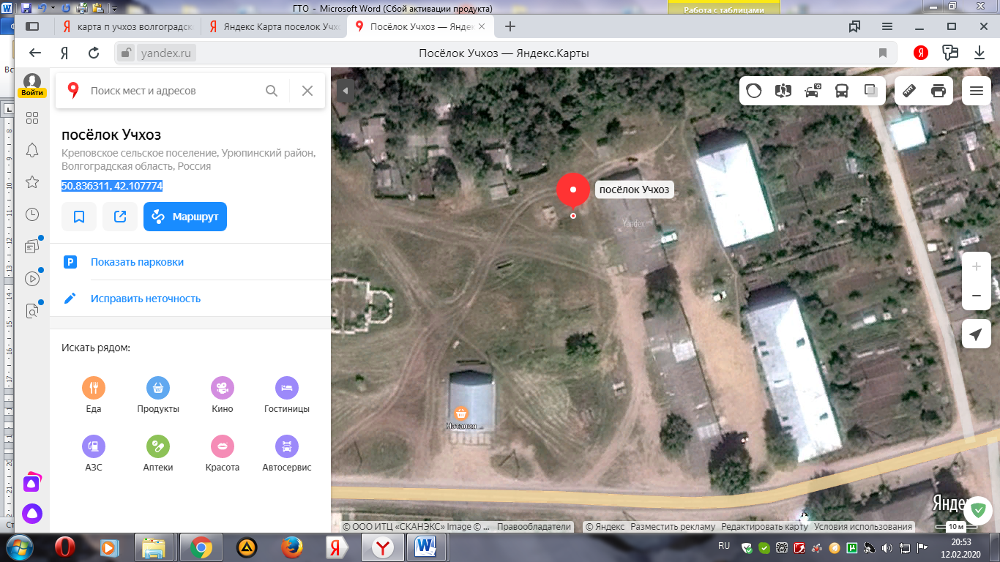 ГТО - Microsoft Word (Сбой активации продукта)
Работа с таблицами
карта п учхоз волгоградск
Яндекс Карта поселок Учхо
Посёлок Учхоз — Яндек
yandex.ru
Посёлок Учхоз — Яндекс.Карты
Войти
Поиск мест и адресов
посёлок Учхоз
Креповское сельское поселение, Урюпинский район,
Волгоградская область, Россия
50.836311, 42.107774
Маршрут
Показать парковки
Исправить неточность
Искать рядом:
Еда
Продукты
Кино
Гостиницы
АЗС
Аптеки
Красота
Автосервис
посёлок Учхоз
Yandex
Наталия
Яндекс
© ООО ИТЦ «СКАНЭКС» Image © ... Правообладатели
© Яндекс Разместить рекламу Редактировать карту Условия использования
10 м
RU
20:53
12.02.2020